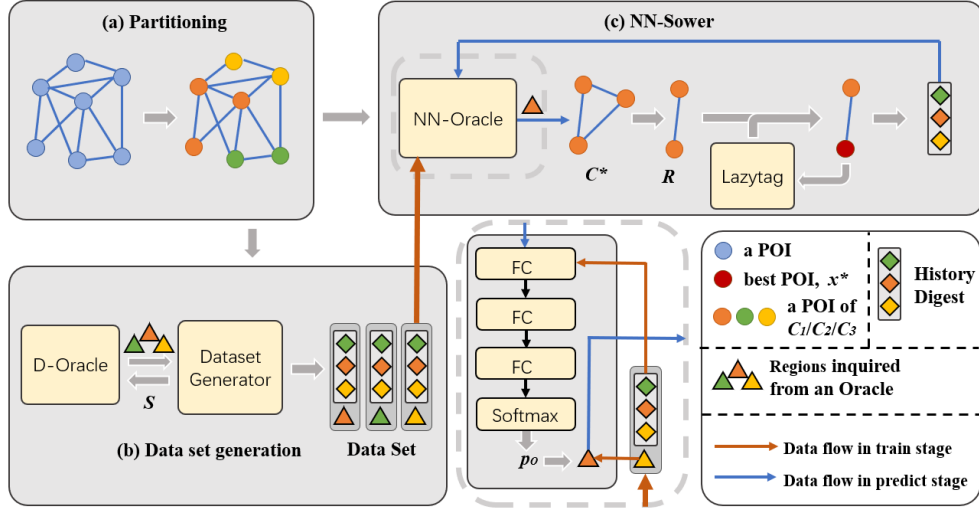 (a) Partitioning
(c) NN-Sower
NN-Oracle
C*
R
Lazytag
D-Oracle
S
Dataset
Generator
(b) Data set generation
Data Set
FC
FC
FC
Softmax
po
a POI
best POI, x*
a POI of
C1/C2/C3
History
Digest
Regions inquired
from an Oracle
Data flow in train stage
Data flow in predict stage